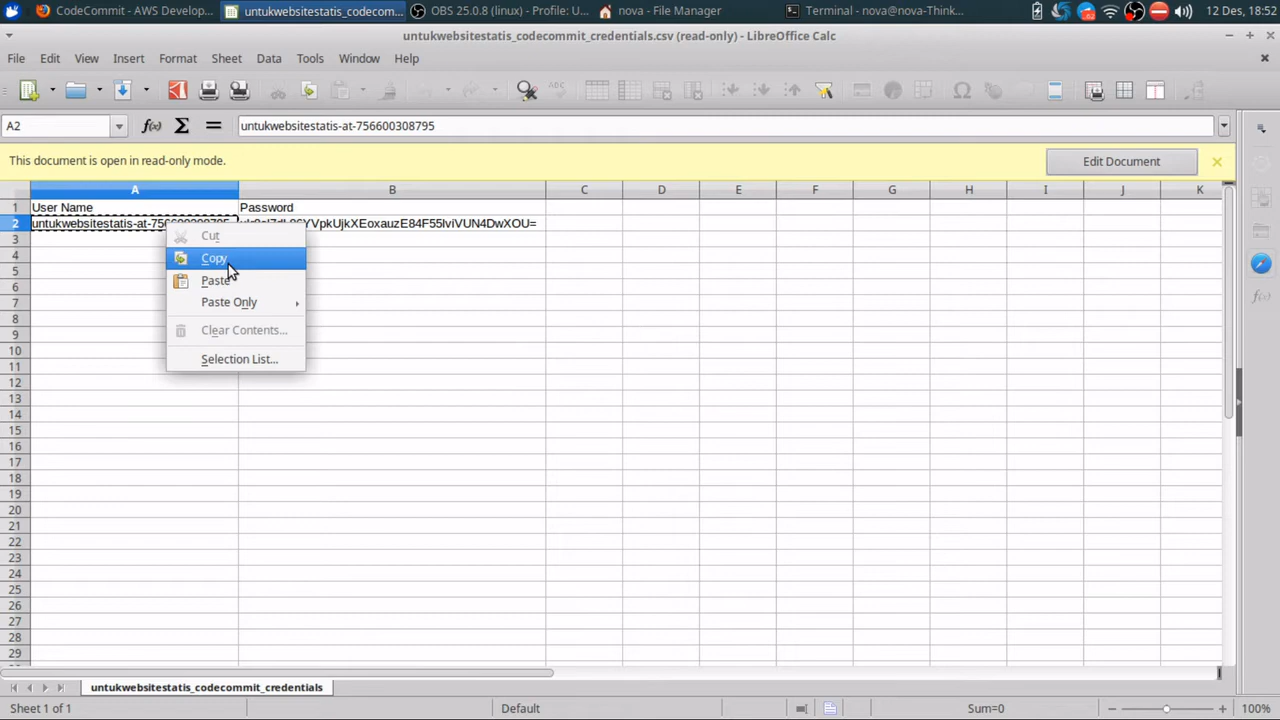 CodeCommit - AWS Develop... untukwebsitestatis_codecom... OBS 25.0.8 (linux) - Profile: U... nova - File Manager Terminal - nova@nova-Think... 12 Des, 18:52
untukwebsitestatis_codecommit_credentials.csv (read-only) - LibreOffice Calc
File Edit View Insert Format Styles Sheet Data Tools Window Help
A2 untukwebsitestatis-at-756600308795
This document is open in read-only mode. Edit Document
A B C D E F G H I J K
1 User Name Password
2 untukwebsitestatis-at-
3
4
5
6
7
8
9
10
11
12
13
14
15
16
17
18
19
20
21
22
23
24
25
26
27
28
29
Cut
Copy
Paste
Paste Only
Clear Contents...
Selection List...
untukwebsitestatis_codecommit_credentials
Sheet 1 of 1 Default Sum=0 100%